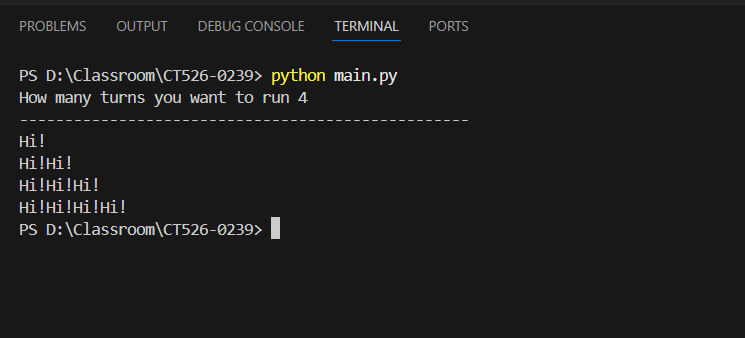 PROBLEMS OUTPUT DEBUG CONSOLE TERMINAL PORTS
PS D:\Classroom\CT526-0239> python main.py
How many turns you want to run 4
--------------------------------------------------
Hi!
Hi!Hi!
Hi!Hi!Hi!
Hi!Hi!Hi!Hi!
PS D:\Classroom\CT526-0239>